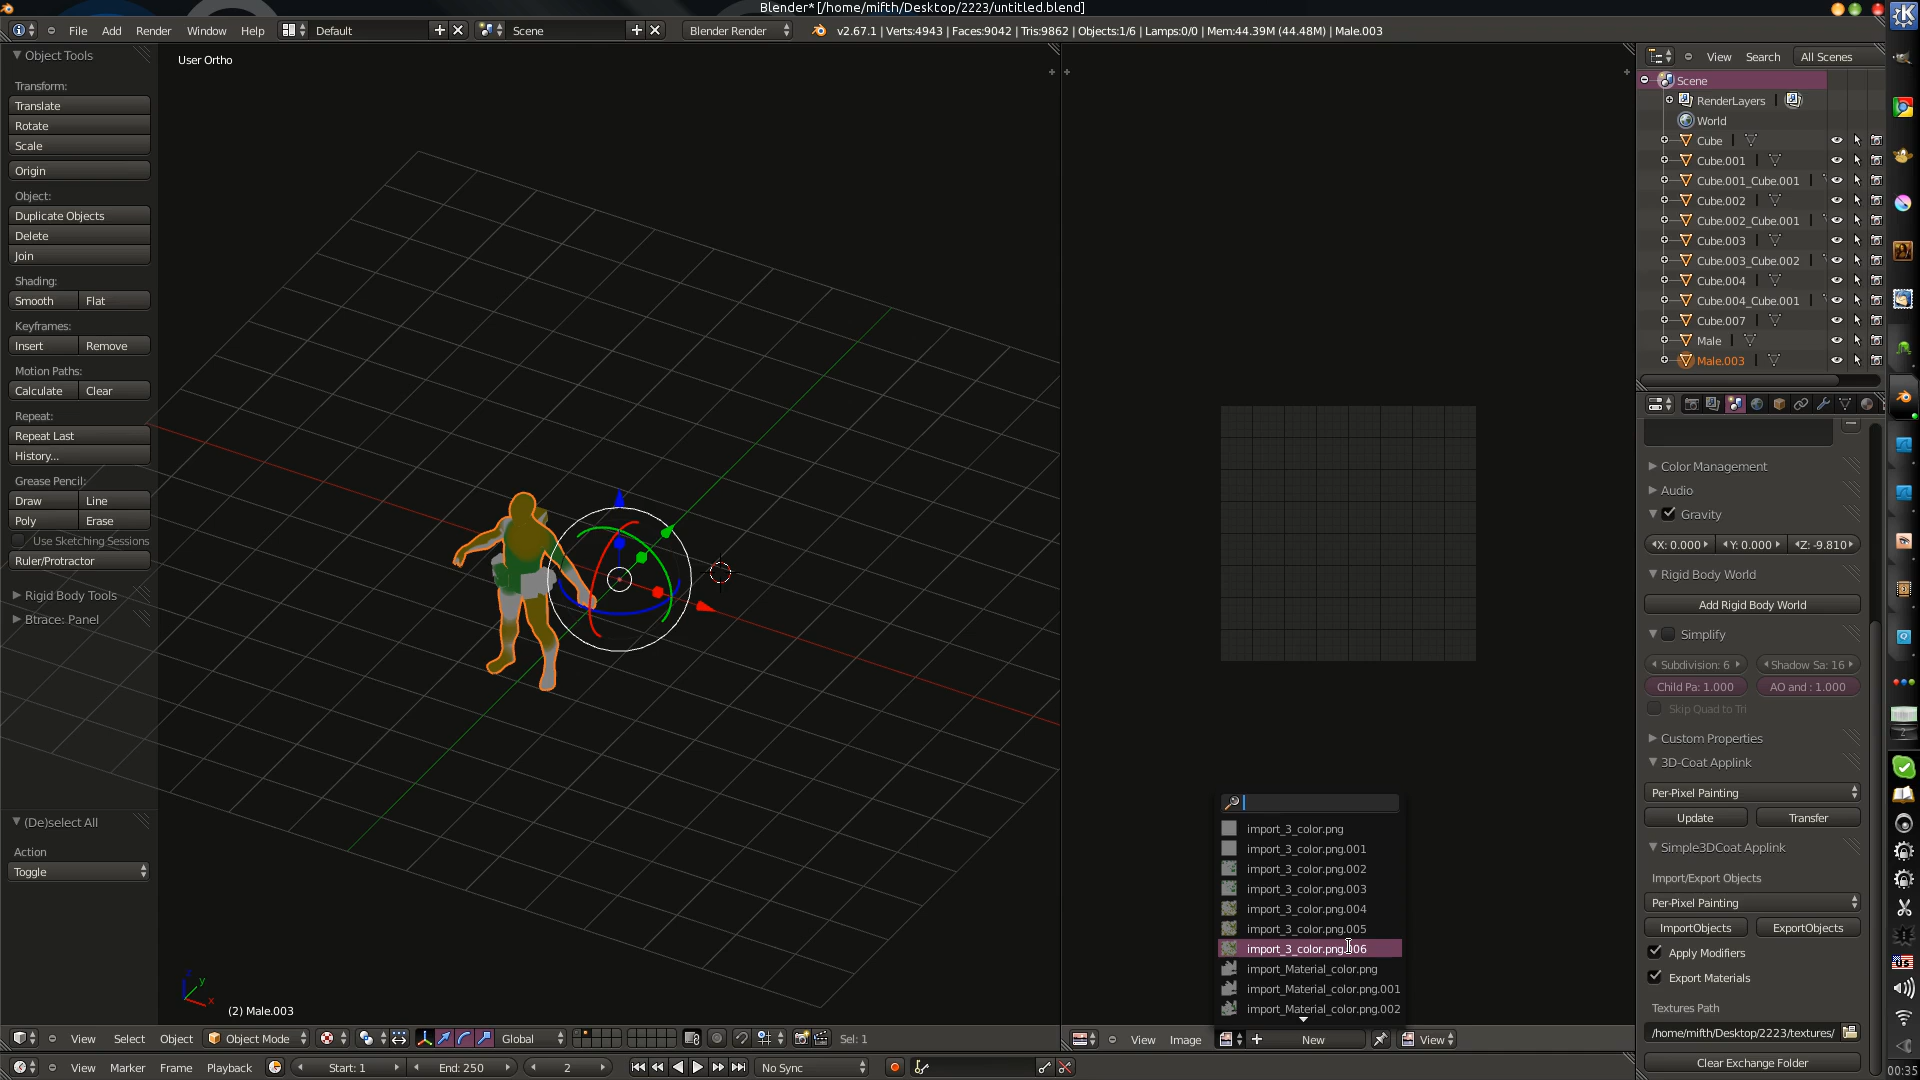 Blender* [/home/mifth/Desktop/2223/untitled.blend]
File Add Render Window Help Default Scene Blender Render v2.67.1 | Verts:4943 | Faces:9042 | Tris:9862 | Objects:1/6 | Lamps:0/0 | Mem:44.39M (44.48M) | Male.003
Object Tools
Transform:
Translate
Rotate
Scale
Origin
Object:
Duplicate Objects
Delete
Join
Shading:
Smooth Flat
Keyframes:
Insert Remove
Motion Paths:
Calculate Clear
Repeat:
Repeat Last
History...
Grease Pencil:
Draw Line
Poly Erase
Use Sketching Sessions
Ruler/Protractor
Rigid Body Tools
Btrace: Panel
(De)select All
Action
Toggle
User Ortho
z
y
x
(2) Male.003
View Select Object Object Mode Global Sel: 1
View Marker Frame Playback Start: 1 End: 250 2 No Sync
import_3_color.png
import_3_color.png.001
import_3_color.png.002
import_3_color.png.003
import_3_color.png.004
import_3_color.png.005
import_3_color.png.006
import_Material_color.png
import_Material_color.png.001
import_Material_color.png.002
View Image New View
View Search All Scenes
Scene
RenderLayers
World
Cube
Cube.001
Cube.001_Cube.001
Cube.002
Cube.002_Cube.001
Cube.003
Cube.003_Cube.002
Cube.004
Cube.004_Cube.001
Cube.007
Male
Male.003
Color Management
Audio
Gravity
X: 0.000 Y: 0.000 Z: -9.810
Rigid Body World
Add Rigid Body World
Simplify
Subdivision: 6 Shadow Sa: 16
Child Pa: 1.000 AO and : 1.000
Skip Quad to Tri
Custom Properties
3D-Coat Applink
Per-Pixel Painting
Update Transfer
Simple3DCoat Applink
Import/Export Objects
Per-Pixel Painting
ImportObjects ExportObjects
Apply Modifiers
Export Materials
Textures Path
/home/mifth/Desktop/2223/textures/
Clear Exchange Folder
2
US
00:35